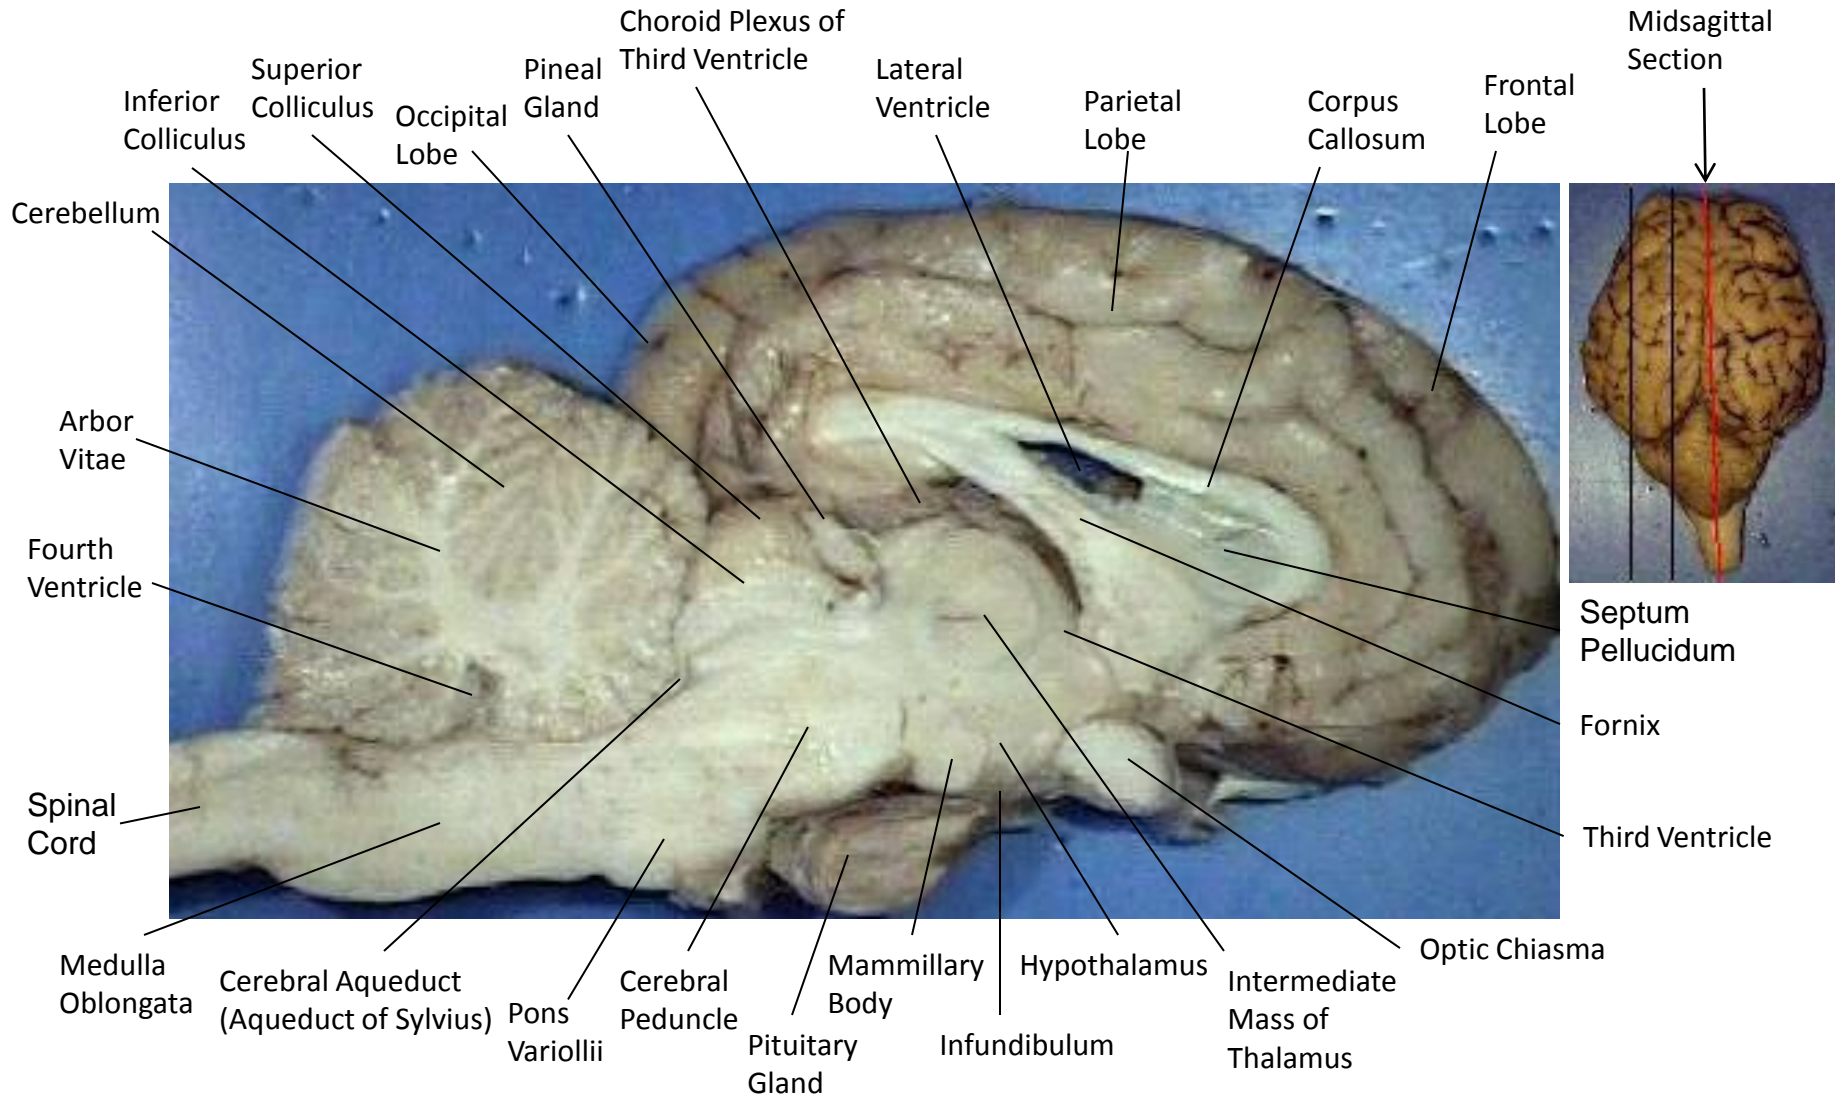 Choroid Plexus of
Third Ventricle
Midsagittal
Section
Superior
Colliculus
Pineal
Gland
Lateral
Ventricle
Frontal
Lobe
Inferior
Colliculus
Occipital
Lobe
Parietal
Lobe
Corpus
Callosum
Cerebellum
Arbor
Vitae
Fourth
Ventricle
Septum
Pellucidum
Fornix
Spinal
Cord
Third Ventricle
Medulla
Oblongata
Cerebral Aqueduct
(Aqueduct of Sylvius)
Pons
Variollii
Cerebral
Peduncle
Pituitary
Gland
Mammillary
Body
Infundibulum
Hypothalamus
Intermediate
Mass of
Thalamus
Optic Chiasma